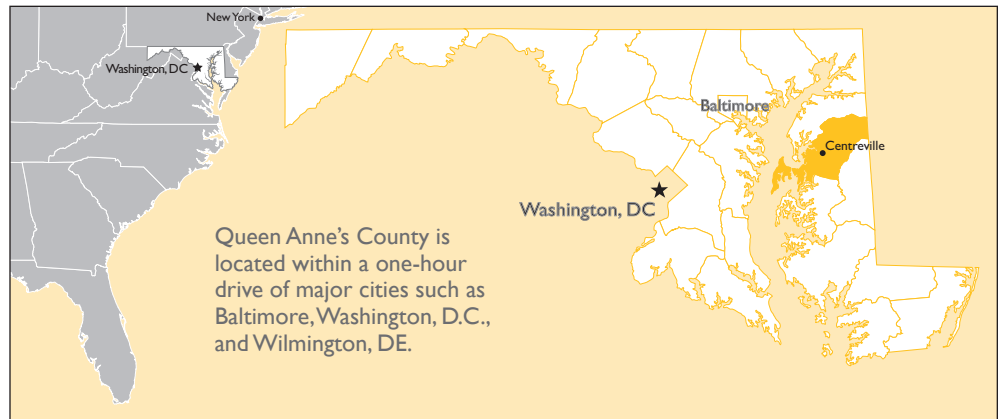 New York
Washington, DC
Baltimore
Centreville
Washington, DC
Queen Anne's County is
located within a one-hour
drive of major cities such as
Baltimore, Washington, D.C.,
and Wilmington, DE.